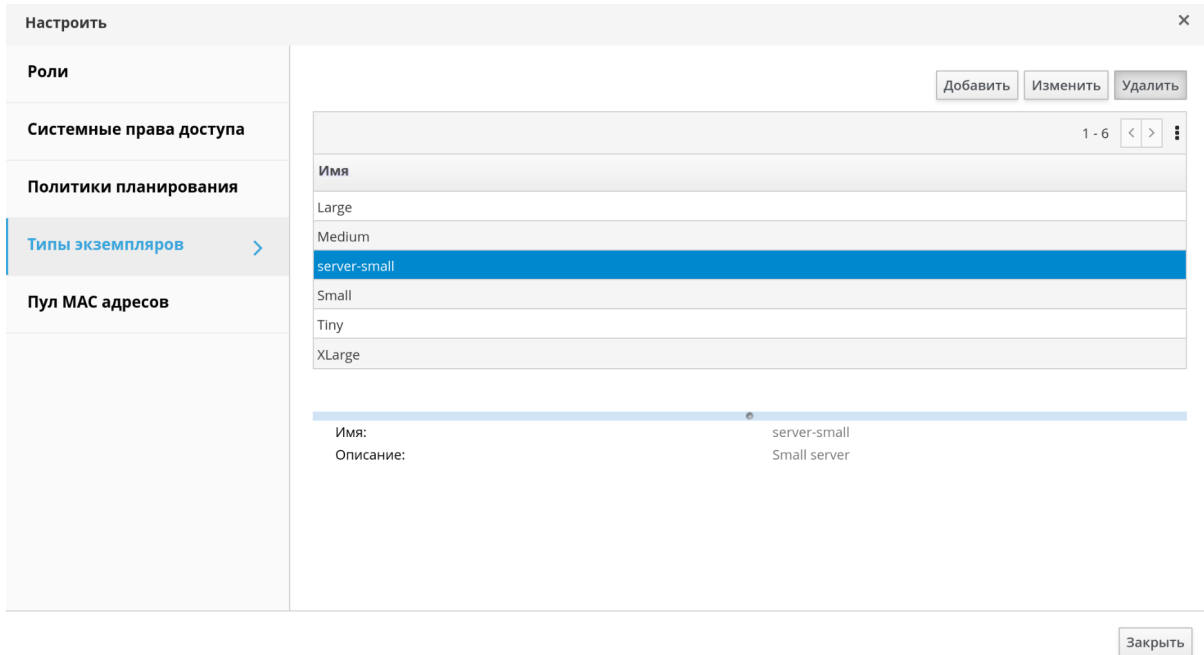 Настроить
Роли
Системные права доступа
Политики планирования
Типы экземпляров
Пул MAC адресов
Добавить Изменить Удалить
1 - 6
Имя
Large
Medium
server-small
Small
Tiny
XLarge
Имя: server-small
Описание: Small server
Закрыть